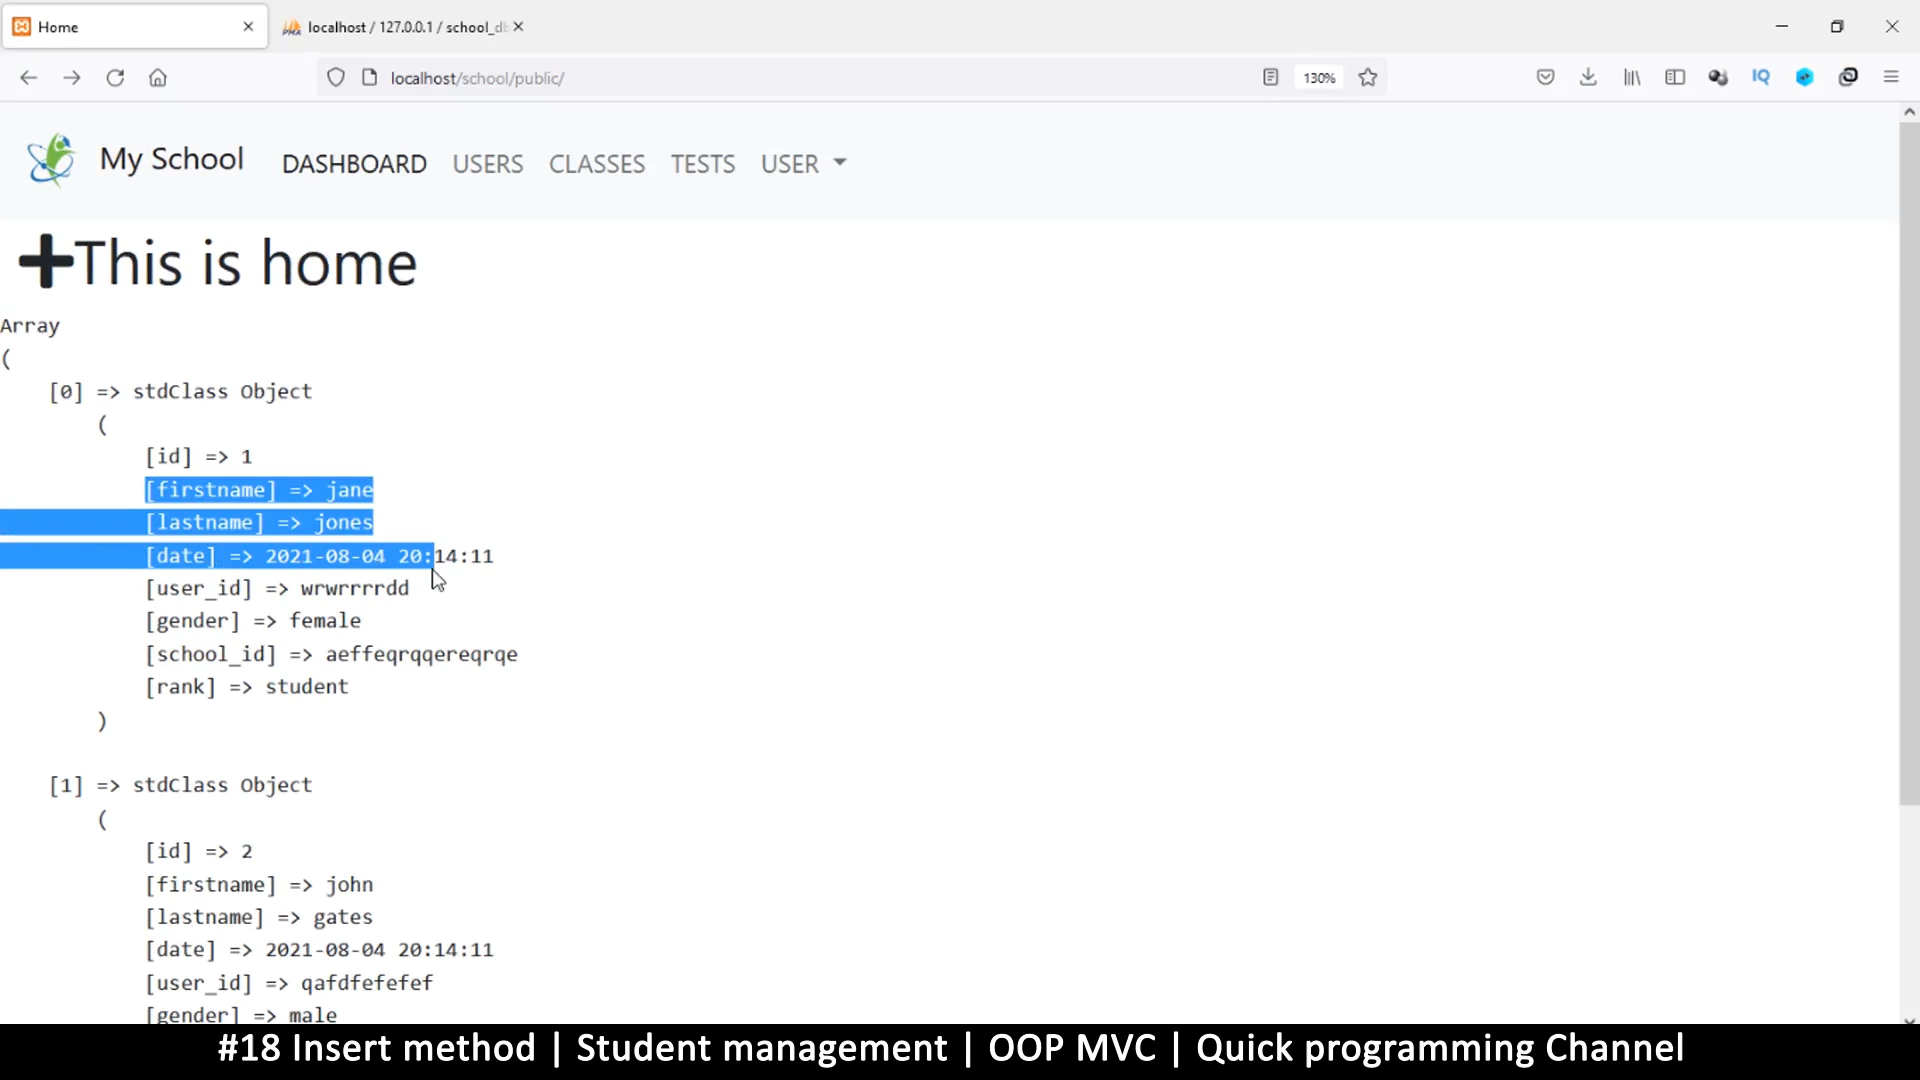 Home
localhost / 127.0.0.1 / school_db
localhost/school/public/
130%
IQ
My School DASHBOARD USERS CLASSES TESTS USER
This is home
Array
(
[0] => stdClass Object
(
[id] => 1
[firstname] => jane
[lastname] => jones
[date] => 2021-08-04 20:14:11
[user_id] => wrwrrrrdd
[gender] => female
[school_id] => aeffeqrqqereqrqe
[rank] => student
)
[1] => stdClass Object
(
[id] => 2
[firstname] => john
[lastname] => gates
[date] => 2021-08-04 20:14:11
[user_id] => qafdfefefef
[gender] => male
#18 Insert method | Student management | OOP MVC | Quick programming Channel